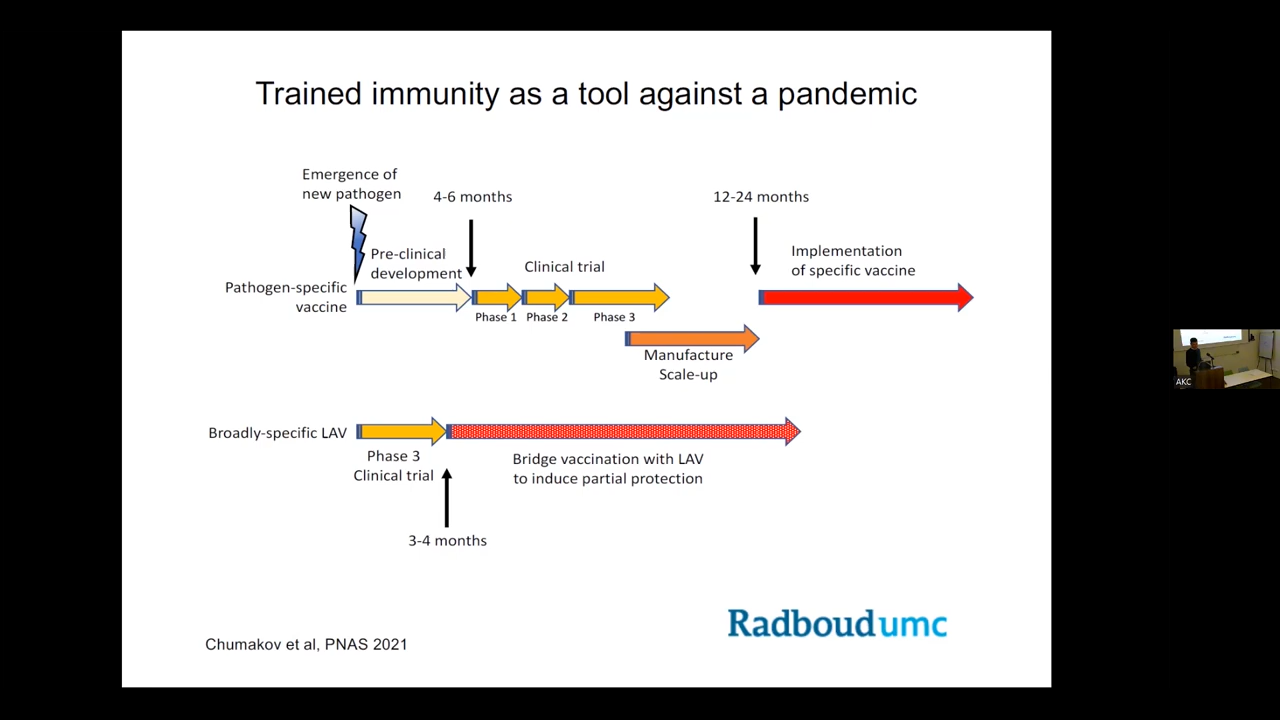 Trained immunity as a tool against a pandemic
Emergence of
new pathogen
4-6 months
12-24 months
Pre-clinical
development
Clinical trial
Implementation
of specific vaccine
Pathogen-specific
vaccine
Phase 1
Phase 2
Phase 3
Manufacture
Scale-up
Broadly-specific LAV
Phase 3
Clinical trial
Bridge vaccination with LAV
to induce partial protection
3-4 months
Radboudumc
Chumakov et al, PNAS 2021
AKC